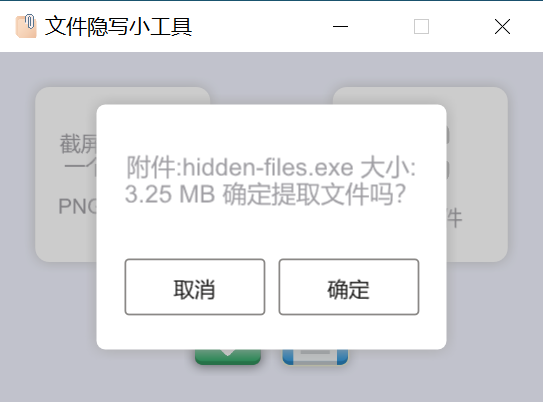 文件隐写小工具
截屏
一个
PNG
件
附件:hidden-files.exe 大小:
3.25 MB 确定提取文件吗?
取消
确定